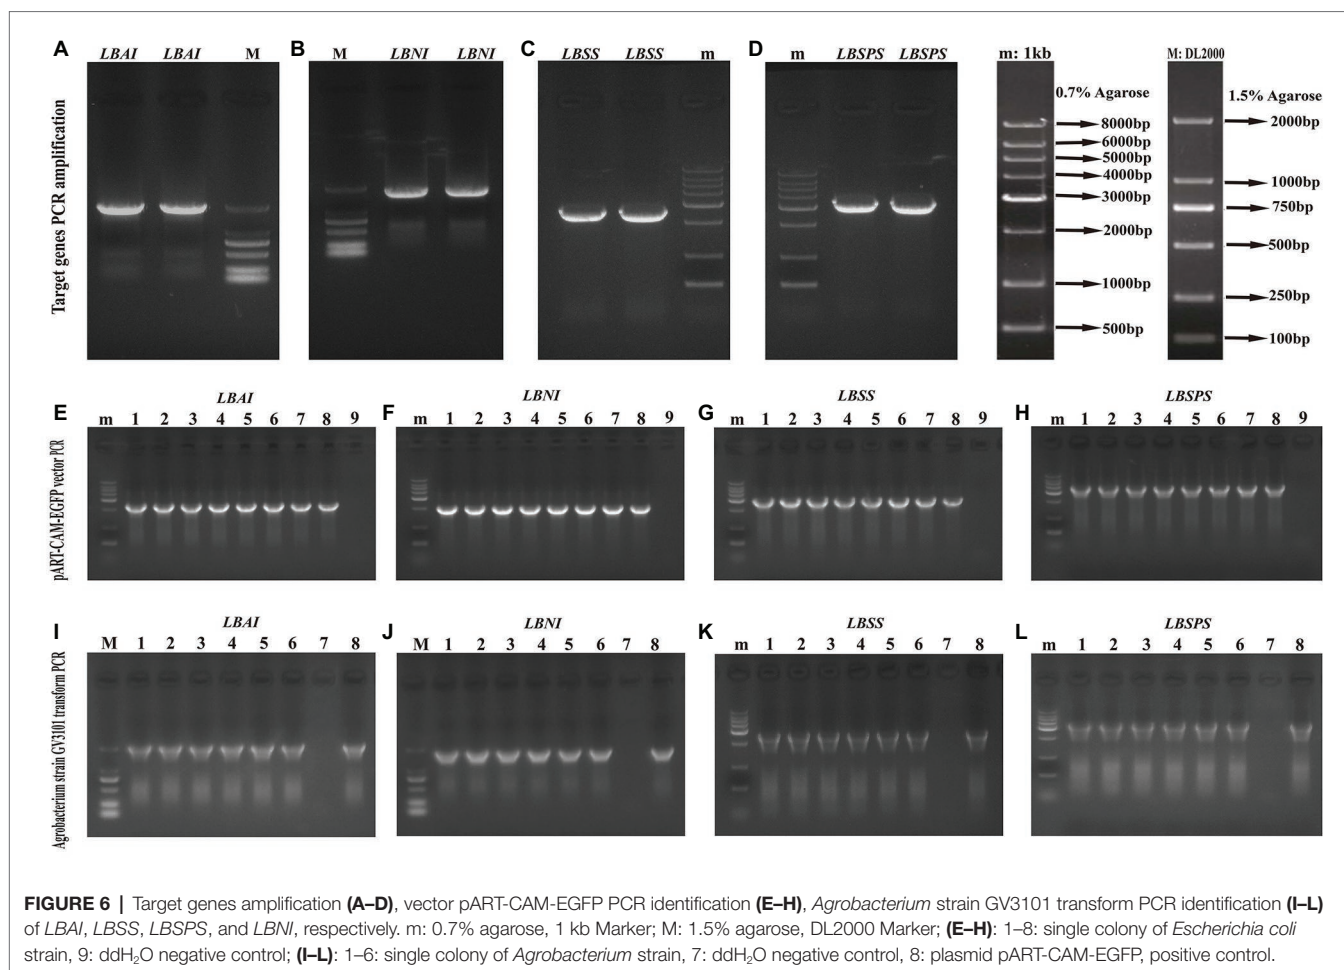 A LBAI LBAI M B M LBNI LBNI C LBSS LBSS m D m LBSPS LBSPS m: 1kb M: DL2000
Target genes PCR amplification
0.7% Agarose
8000bp
6000bp
5000bp
4000bp
3000bp
2000bp
1000bp
500bp
1.5% Agarose
2000bp
1000bp
750bp
500bp
250bp
100bp
pART-CAM-EGFP vector PCR
E LBAI
m 1 2 3 4 5 6 7 8 9
F LBNI
m 1 2 3 4 5 6 7 8 9
G LBSS
m 1 2 3 4 5 6 7 8 9
H LBSPS
m 1 2 3 4 5 6 7 8 9
Agrobacterium strain GV3101 transform PCR
I LBAI
M 1 2 3 4 5 6 7 8
J LBNI
M 1 2 3 4 5 6 7 8
K LBSS
m 1 2 3 4 5 6 7 8
L LBSPS
m 1 2 3 4 5 6 7 8
FIGURE 6 | Target genes amplification (A–D), vector pART-CAM-EGFP PCR identification (E–H), Agrobacterium strain GV3101 transform PCR identification (I–L)
of LBAI, LBSS, LBSPS, and LBNI, respectively. m: 0.7% agarose, 1 kb Marker; M: 1.5% agarose, DL2000 Marker; (E–H): 1–8: single colony of Escherichia coli
strain, 9: ddH₂O negative control; (I–L): 1–6: single colony of Agrobacterium strain, 7: ddH₂O negative control, 8: plasmid pART-CAM-EGFP, positive control.